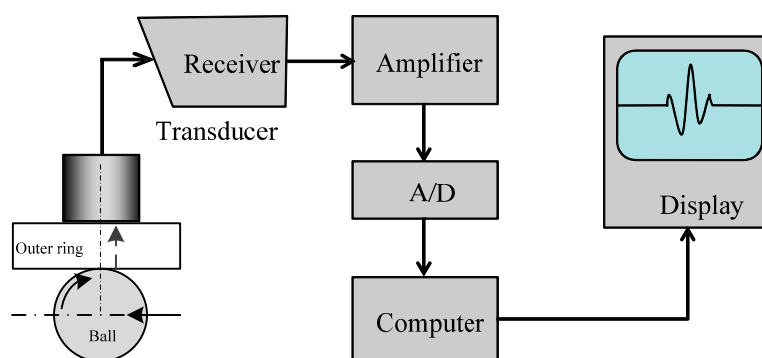 Receiver
Amplifier
Transducer
A/D
Display
Outer ring
Computer
Ball